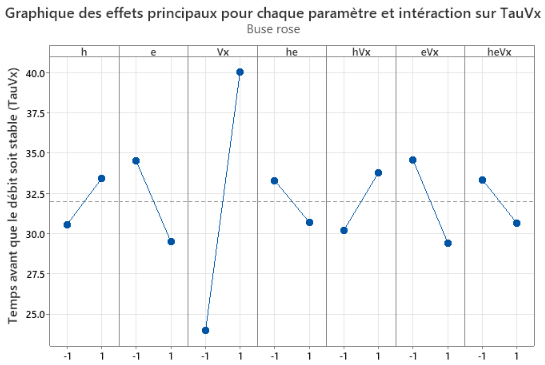 Graphique des effets principaux pour chaque paramètre et intéraction sur TauVx
Buse rose
h e Vx he hVx eVx heVx
Temps avant que le débit soit stable (TauVx)
40.0
37.5
35.0
32.5
30.0
27.5
25.0
-1 1 -1 1 -1 1 -1 1 -1 1 -1 1 -1 1